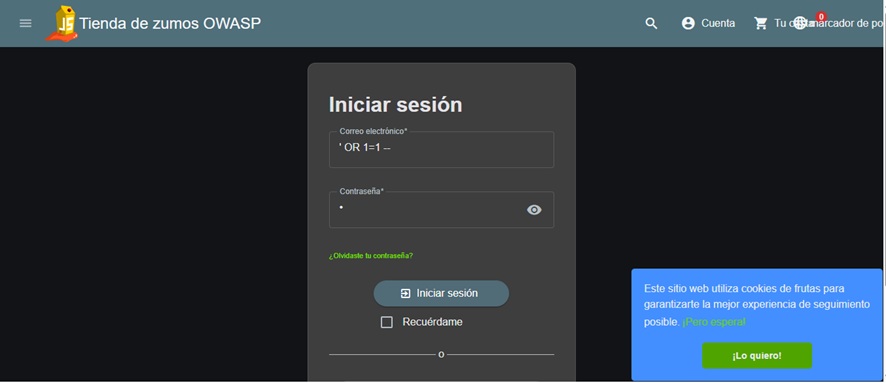 Tienda de zumos OWASP
Cuenta
0
Iniciar sesión
Correo electrónico*
' OR 1=1 --
Contraseña*
¿Olvidaste tu contraseña?
Iniciar sesión
Recuérdame
o
Este sitio web utiliza cookies de frutas para
garantizarte la mejor experiencia de seguimiento
posible. ¡Pero espera!
¡Lo quiero!